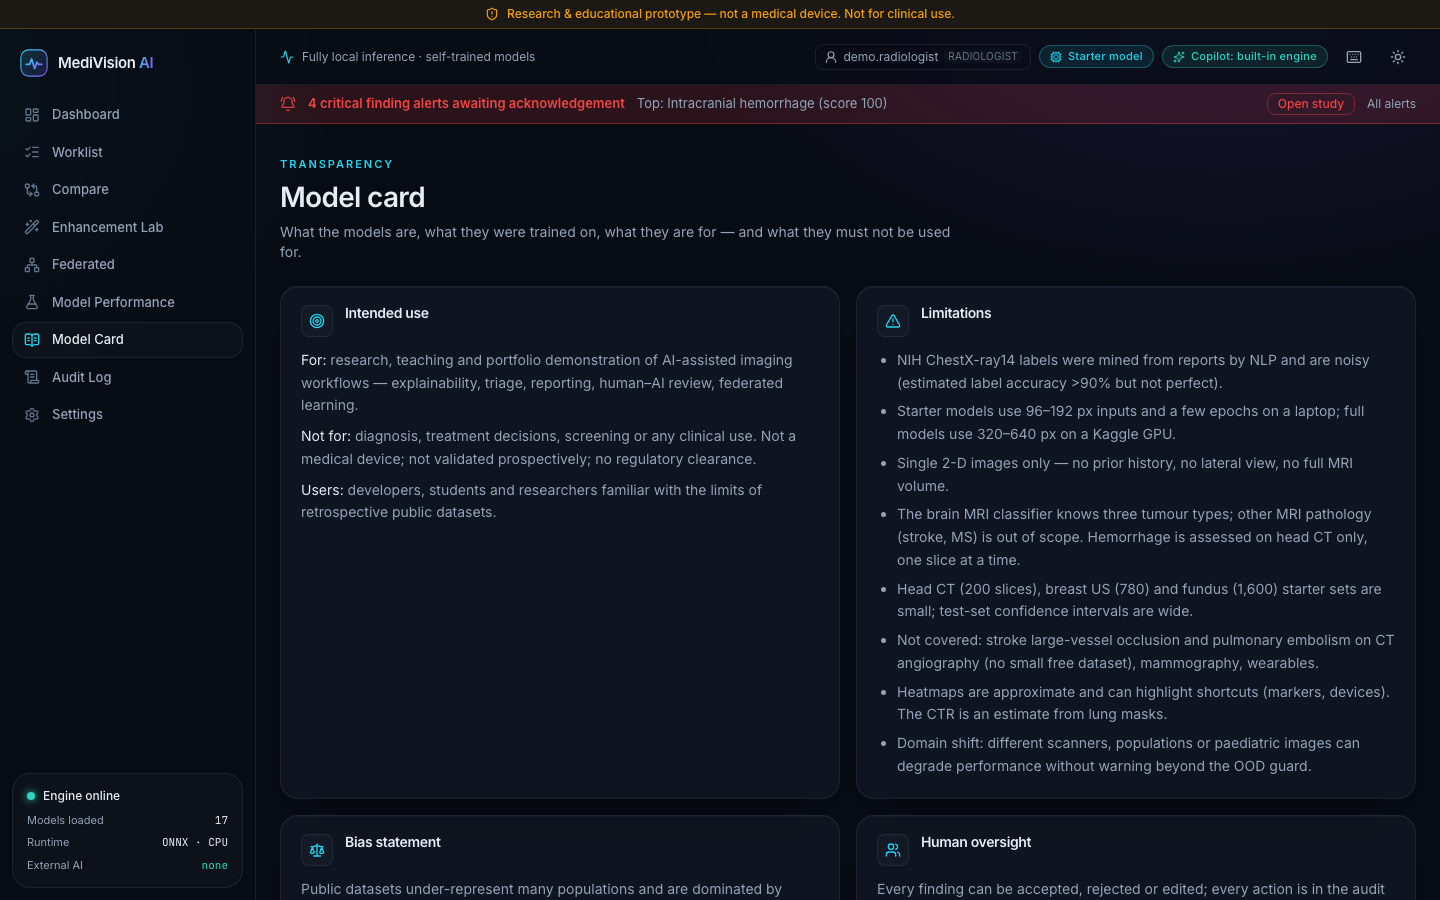 Research & educational prototype — not a medical device. Not for clinical use.
MediVision AI
Dashboard
Worklist
Compare
Enhancement Lab
Federated
Model Performance
Model Card
Audit Log
Settings
Engine online
Models loaded 17
Runtime ONNX · CPU
External AI none
Fully local inference · self-trained models
demo.radiologist RADIOLOGIST
Starter model
Copilot: built-in engine
4 critical finding alerts awaiting acknowledgement Top: Intracranial hemorrhage (score 100)
Open study
All alerts
TRANSPARENCY
Model card
What the models are, what they were trained on, what they are for — and what they must not be used
for.
Intended use
For: research, teaching and portfolio demonstration of AI-assisted imaging
workflows — explainability, triage, reporting, human–AI review, federated
learning.
Not for: diagnosis, treatment decisions, screening or any clinical use. Not a
medical device; not validated prospectively; no regulatory clearance.
Users: developers, students and researchers familiar with the limits of
retrospective public datasets.
Limitations
NIH ChestX-ray14 labels were mined from reports by NLP and are noisy
(estimated label accuracy >90% but not perfect).
Starter models use 96–192 px inputs and a few epochs on a laptop; full
models use 320–640 px on a Kaggle GPU.
Single 2-D images only — no prior history, no lateral view, no full MRI
volume.
The brain MRI classifier knows three tumour types; other MRI pathology
(stroke, MS) is out of scope. Hemorrhage is assessed on head CT only,
one slice at a time.
Head CT (200 slices), breast US (780) and fundus (1,600) starter sets are
small; test-set confidence intervals are wide.
Not covered: stroke large-vessel occlusion and pulmonary embolism on CT
angiography (no small free dataset), mammography, wearables.
Heatmaps are approximate and can highlight shortcuts (markers, devices).
The CTR is an estimate from lung masks.
Domain shift: different scanners, populations or paediatric images can
degrade performance without warning beyond the OOD guard.
Bias statement
Public datasets under-represent many populations and are dominated by
Human oversight
Every finding can be accepted, rejected or edited; every action is in the audit